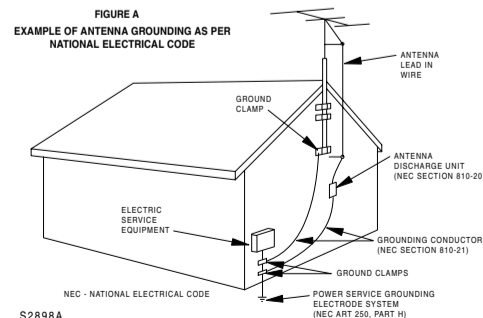 FIGURE A
EXAMPLE OF ANTENNA GROUNDING AS PER
NATIONAL ELECTRICAL CODE
ANTENNA
LEAD IN
WIRE
GROUND
CLAMP
ANTENNA
DISCHARGE UNIT
(NEC SECTION 810-20
ELECTRIC
SERVICE
EQUIPMENT
GROUNDING CONDUCTOR
(NEC SECTION 810-21)
GROUND CLAMPS
NEC - NATIONAL ELECTRICAL CODE
POWER SERVICE GROUNDING
ELECTRODE SYSTEM
(NEC ART 250, PART H)
S2898A